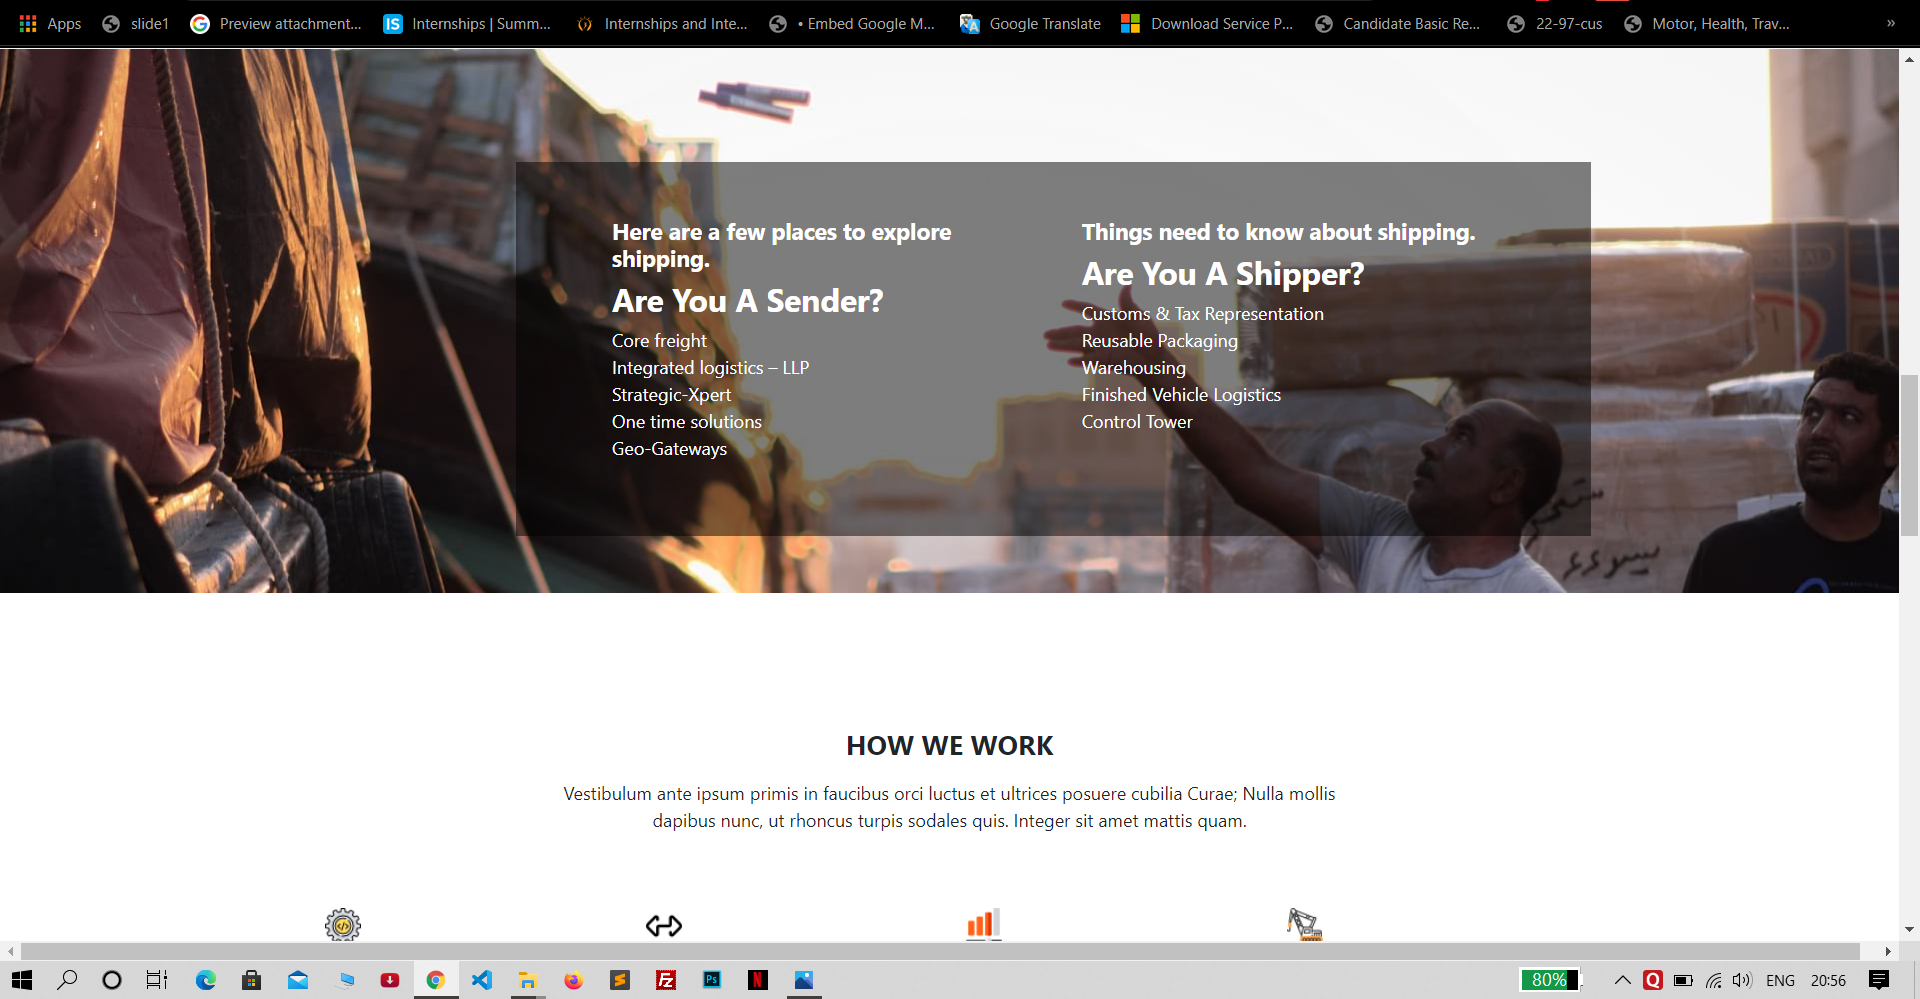 Apps
slide1
Preview attachment...
Internships | Summ...
Internships and Inte...
• Embed Google M...
Google Translate
Download Service P...
Candidate Basic Re...
22-97-cus
Motor, Health, Trav...
»
Here are a few places to explore
shipping.
Are You A Sender?
Core freight
Integrated logistics – LLP
Strategic-Xpert
One time solutions
Geo-Gateways
Things need to know about shipping.
Are You A Shipper?
Customs & Tax Representation
Reusable Packaging
Warehousing
Finished Vehicle Logistics
Control Tower
HOW WE WORK
Vestibulum ante ipsum primis in faucibus orci luctus et ultrices posuere cubilia Curae; Nulla mollis
dapibus nunc, ut rhoncus turpis sodales quis. Integer sit amet mattis quam.
80%
ENG
20:56